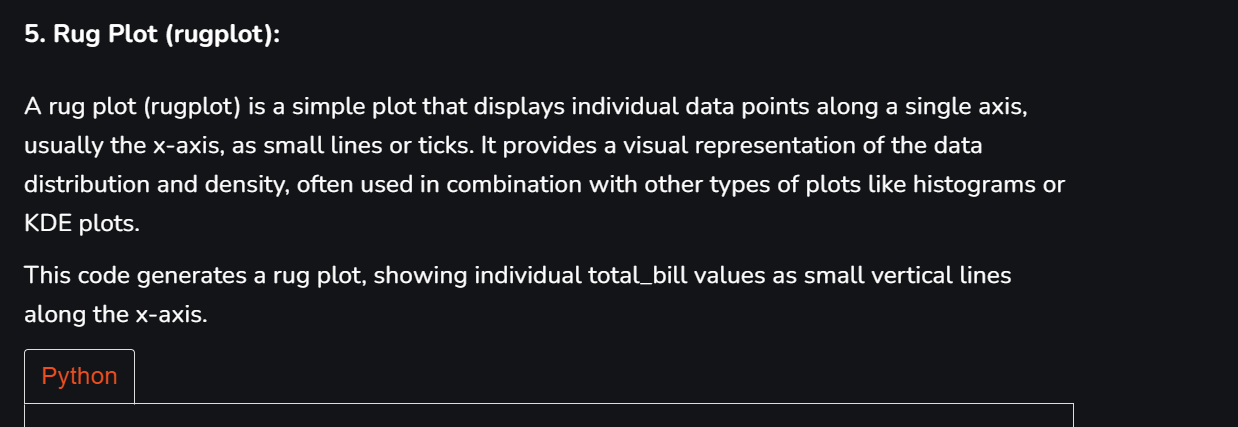 5. Rug Plot (rugplot):
A rug plot (rugplot) is a simple plot that displays individual data points along a single axis,
usually the x-axis, as small lines or ticks. It provides a visual representation of the data
distribution and density, often used in combination with other types of plots like histograms or
KDE plots.
This code generates a rug plot, showing individual total_bill values as small vertical lines
along the x-axis.
Python